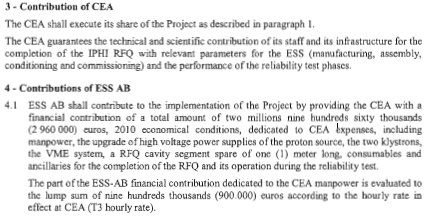 3 - Contribution of CEA
The CEA shall execute its share of the Project as described in paragraph 1.
The CEA guarantees the technical and scientific contribution of its staff and its infrastructure for the
completion of the IPHI RFQ with relevant parameters for the ESS (manufacturing, assembly,
conditioning and commissioning) and the performance of the reliability test phases.
4 - Contributions of ESS AB
4.1 ESS AB shall contribute to the implementation of the Project by providing the CEA with a
financial contribution of a total amount of two millions nine hundreds sixty thousands
(2 960 000) euros, 2010 economical conditions, dedicated to CEA expenses, including
manpower, the upgrade of high voltage power supplies of the proton source, the two klystrons,
the VME system, a RFQ cavity segment spare of one (1) meter long, consumables and
ancillaries for the completion of the RFQ and its operation during the reliability test.
The part of the ESS-AB financial contribution dedicated to the CEA manpower is evaluated to
the lump sum of nine hundreds thousands (900.000) euros according to the hourly rate in
effect at CEA (T3 hourly rate).